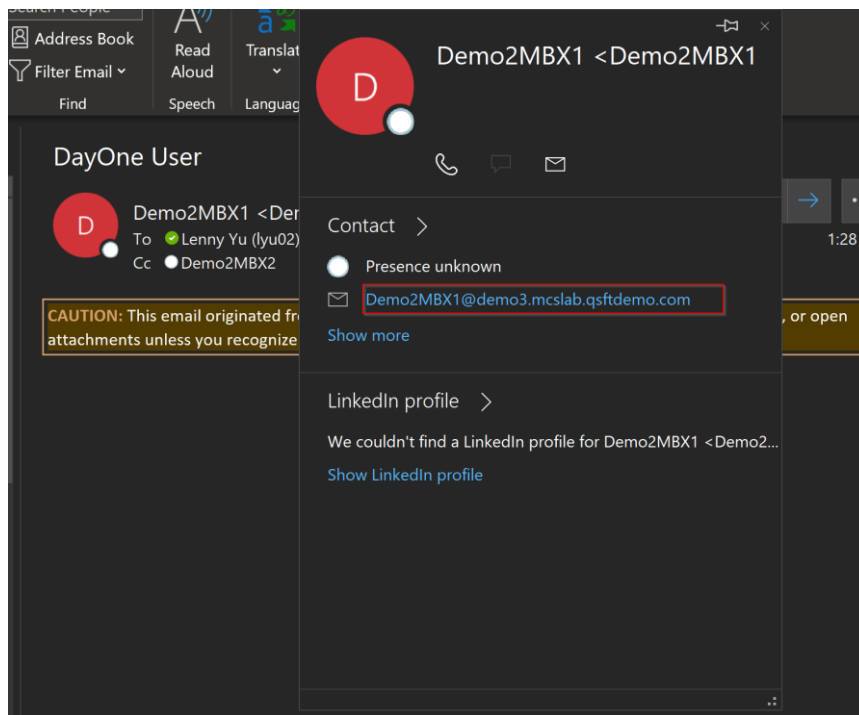 Address Book
Filter Email
Find
Read
Aloud
Speech
Translat
Languag
DayOne User
D
Demo2MBX1 <Der
To Lenny Yu (lyu02)
Cc Demo2MBX2
1:28
CAUTION: This email originated fr
, or open
attachments unless you recognize
D
Demo2MBX1 <Demo2MBX1
Contact
Presence unknown
Demo2MBX1@demo3.mcslab.qsftdemo.com
Show more
LinkedIn profile
We couldn't find a LinkedIn profile for Demo2MBX1 <Demo2...
Show LinkedIn profile